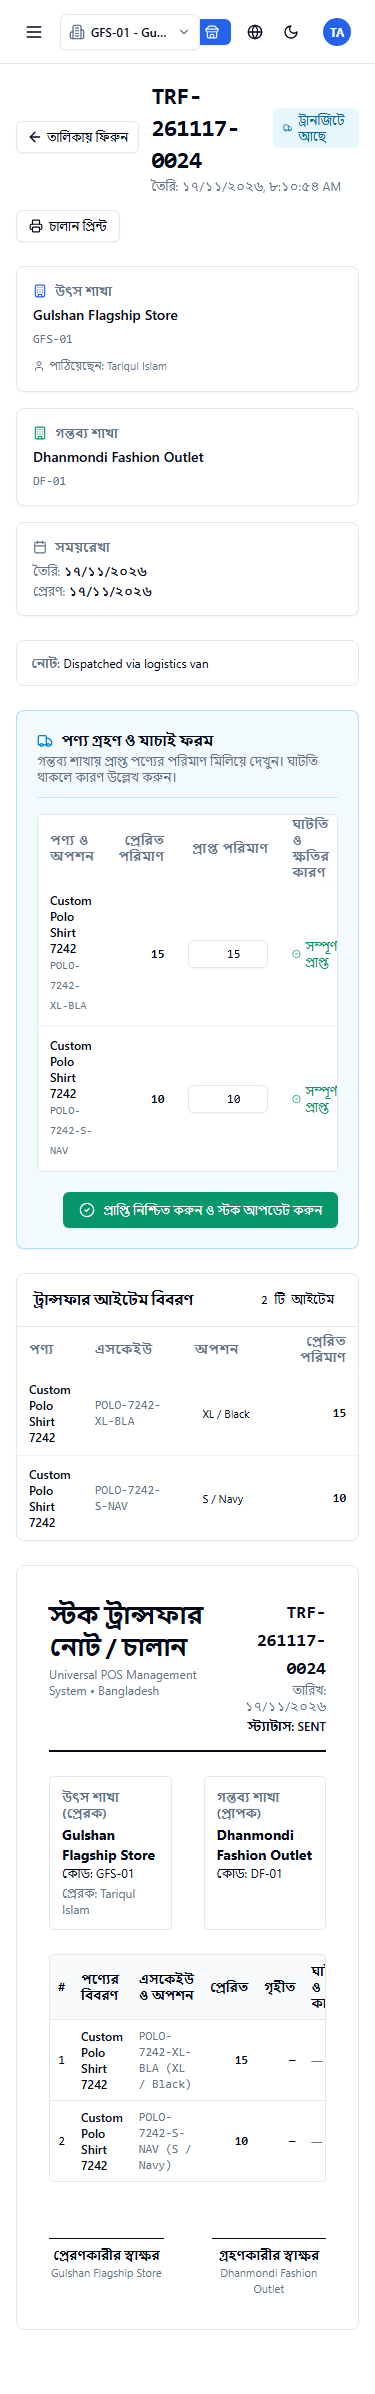 GFS-01 - Gu...
TA
তালিকায় ফিরুন
TRF-
261117-
0024
ট্রানজিটে
আছে
তৈরি: ১৭/১১/২০২৬, ৮:১০:৫৪ AM
চালান প্রিন্ট
উৎস শাখা
Gulshan Flagship Store
GFS-01
পাঠিয়েছেন: Tariqul Islam
গন্তব্য শাখা
Dhanmondi Fashion Outlet
DF-01
সময়রেখা
তৈরি: ১৭/১১/২০২৬
প্রেরণ: ১৭/১১/২০২৬
নোট: Dispatched via logistics van
পণ্য গ্রহণ ও যাচাই ফরম
গন্তব্য শাখায় প্রাপ্ত পণ্যের পরিমাণ মিলিয়ে দেখুন। ঘাটতি
থাকলে কারণ উল্লেখ করুন।
পণ্য ও
অপশন
প্রেরিত
পরিমাণ
প্রাপ্ত পরিমাণ
ঘাটতি
ও
ক্ষতির
কারণ
Custom
Polo
Shirt
7242
POLO-
7242-
XL-BLA
15
15
সম্পূর্ণ
প্রাপ্ত
Custom
Polo
Shirt
7242
POLO-
7242-S-
NAV
10
10
সম্পূর্ণ
প্রাপ্ত
প্রাপ্তি নিশ্চিত করুন ও স্টক আপডেট করুন
ট্রান্সফার আইটেম বিবরণ
2 টি আইটেম
পণ্য
এসকেইউ
অপশন
প্রেরিত
পরিমাণ
Custom
Polo
Shirt
7242
POLO-7242-
XL-BLA
XL / Black
15
Custom
Polo
Shirt
7242
POLO-7242-
S-NAV
S / Navy
10
স্টক ট্রান্সফার
নোট / চালান
Universal POS Management
System • Bangladesh
TRF-
261117-
0024
তারিখ:
১৭/১১/২০২৬
স্ট্যাটাস: SENT
উৎস শাখা
(প্রেরক)
Gulshan
Flagship Store
কোড: GFS-01
প্রেরক: Tariqul
Islam
গন্তব্য শাখা
(প্রাপক)
Dhanmondi
Fashion Outlet
কোড: DF-01
#
পণ্যের
বিবরণ
এসকেইউ
ও অপশন
প্রেরিত
গৃহীত
ও
1
Custom
Polo
Shirt
7242
POLO-
7242-XL-
BLA (XL
/ Black)
15
—
—
2
Custom
Polo
Shirt
7242
POLO-
7242-S-
NAV (S /
Navy)
10
—
—
প্রেরণকারীর স্বাক্ষর
Gulshan Flagship Store
গ্রহণকারীর স্বাক্ষর
Dhanmondi Fashion
Outlet